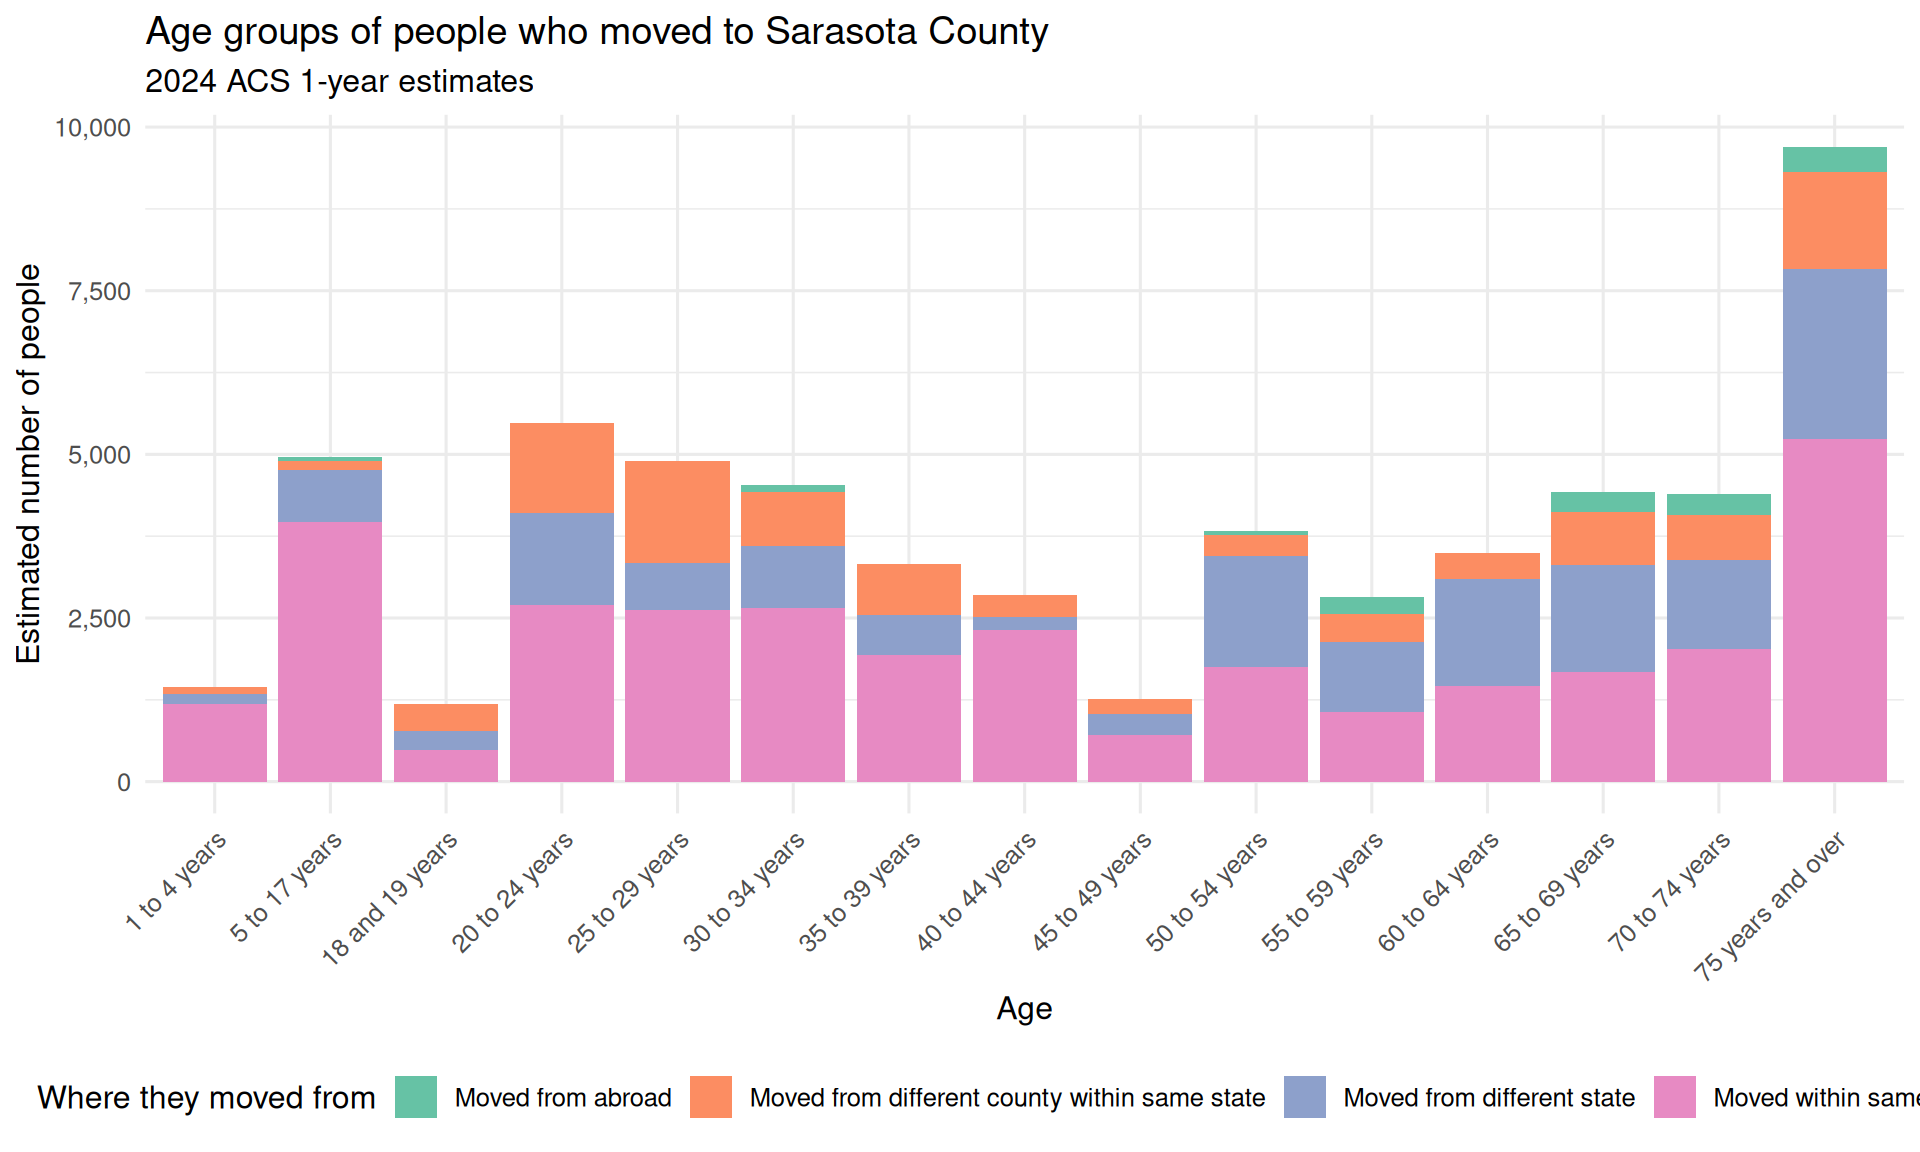 Age groups of people who moved to Sarasota County
2024 ACS 1-year estimates
Estimated number of people
10,000
7,500
5,000
2,500
0
1 to 4 years
5 to 17 years
18 and 19 years
20 to 24 years
25 to 29 years
30 to 34 years
35 to 39 years
40 to 44 years
45 to 49 years
50 to 54 years
55 to 59 years
60 to 64 years
65 to 69 years
70 to 74 years
75 years and over
Age
Where they moved from
Moved from abroad
Moved from different county within same state
Moved from different state
Moved within same